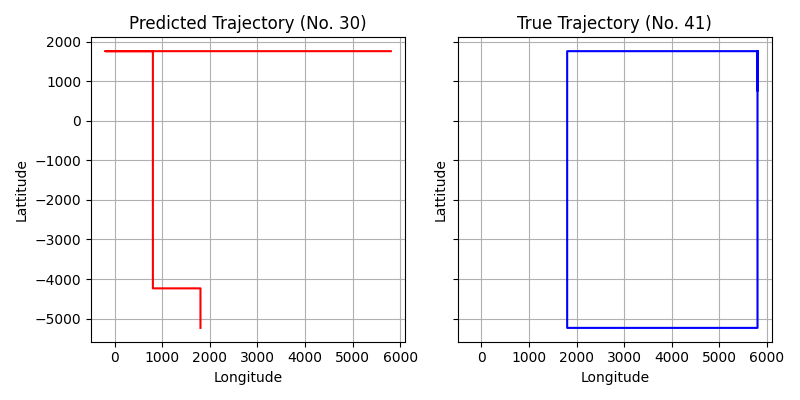 Predicted Trajectory (No. 30)
True Trajectory (No. 41)
2000
1000
0
−1000
−2000
−3000
−4000
−5000
Lattitude
Lattitude
0 1000 2000 3000 4000 5000 6000
0 1000 2000 3000 4000 5000 6000
Longitude
Longitude